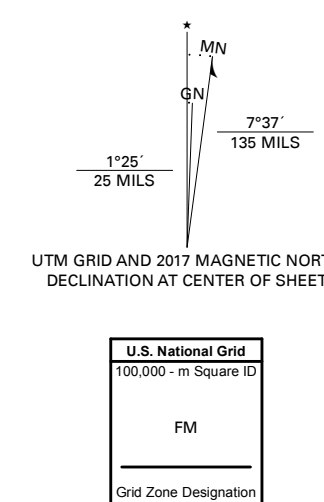 ★
MN
GN
7°37´
135 MILS
1°25´
25 MILS
UTM GRID AND 2017 MAGNETIC NORT
DECLINATION AT CENTER OF SHEET
U.S. National Grid
100,000 - m Square ID
FM
Grid Zone Designation